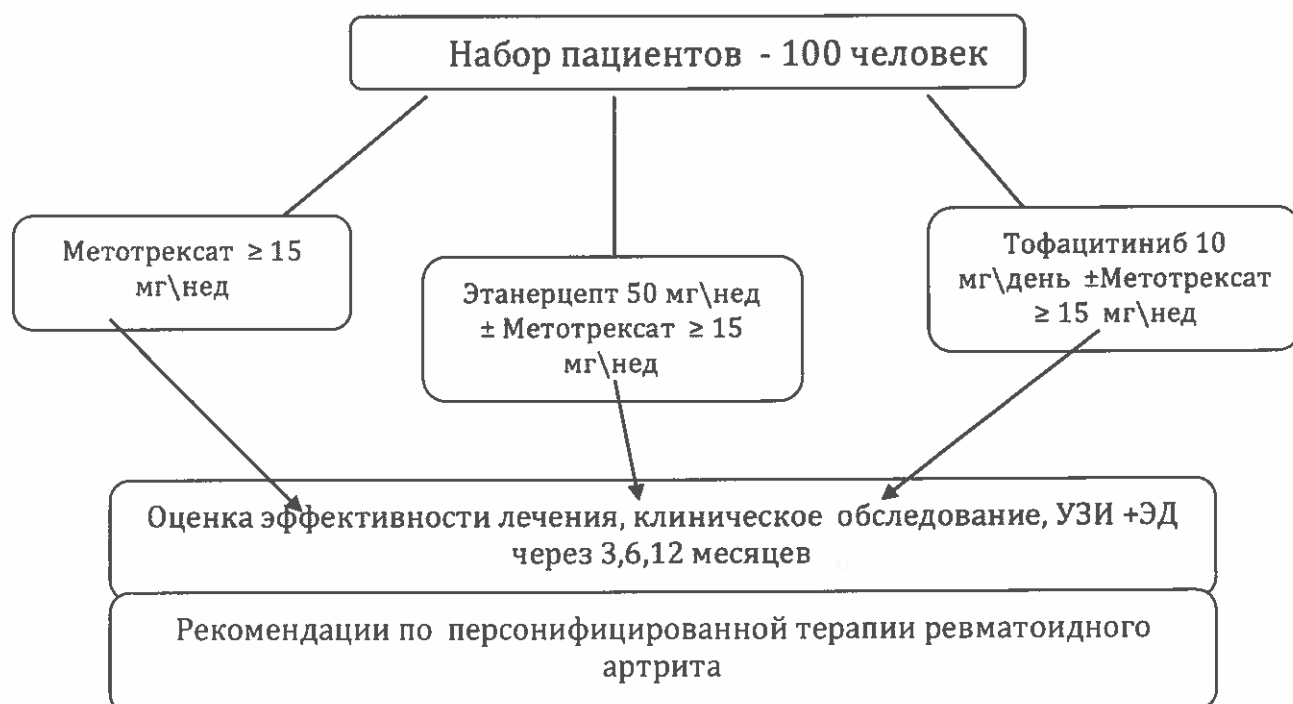 Набор пациентов - 100 человек
Метотрексат ≥ 15
мг\нед
Этанерцепт 50 мг\нед
± Метотрексат ≥ 15
мг\нед
Тофацитиниб 10
мг\день ±Метотрексат
≥ 15 мг\нед
Оценка эффективности лечения, клиническое обследование, УЗИ +ЭД
через 3,6,12 месяцев
Рекомендации по персонифицированной терапии ревматоидного
артрита